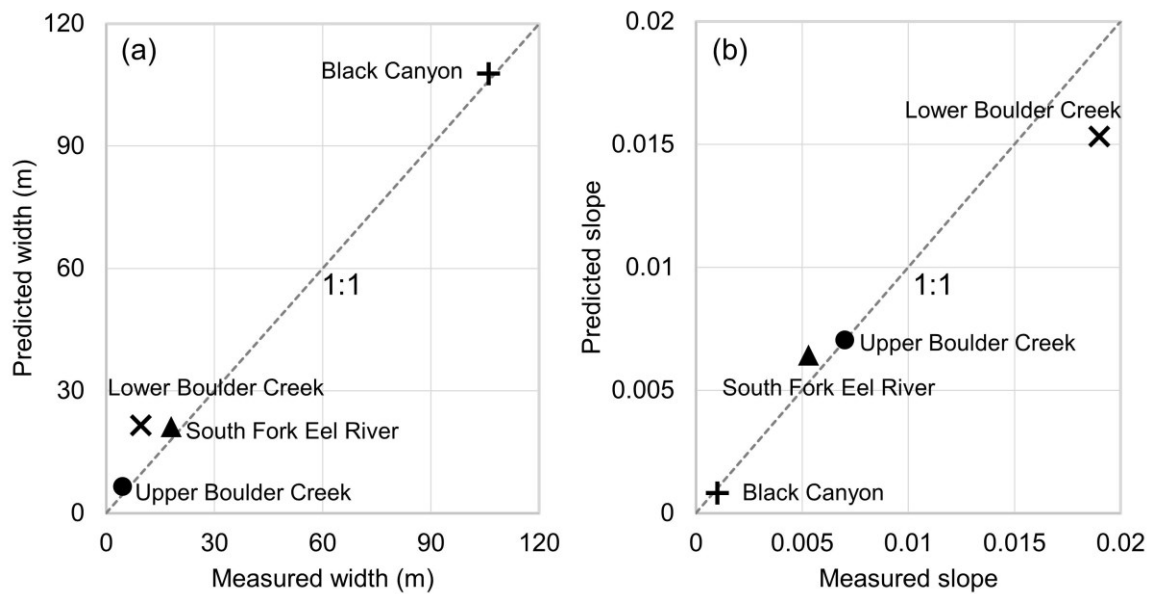 (a)
Predicted width (m)
120
90
60
30
0
Black Canyon
1:1
Lower Boulder Creek
South Fork Eel River
Upper Boulder Creek
0 30 60 90 120
Measured width (m)
(b)
Predicted slope
0.02
0.015
0.01
0.005
0
Lower Boulder Creek
1:1
Upper Boulder Creek
South Fork Eel River
Black Canyon
0 0.005 0.01 0.015 0.02
Measured slope